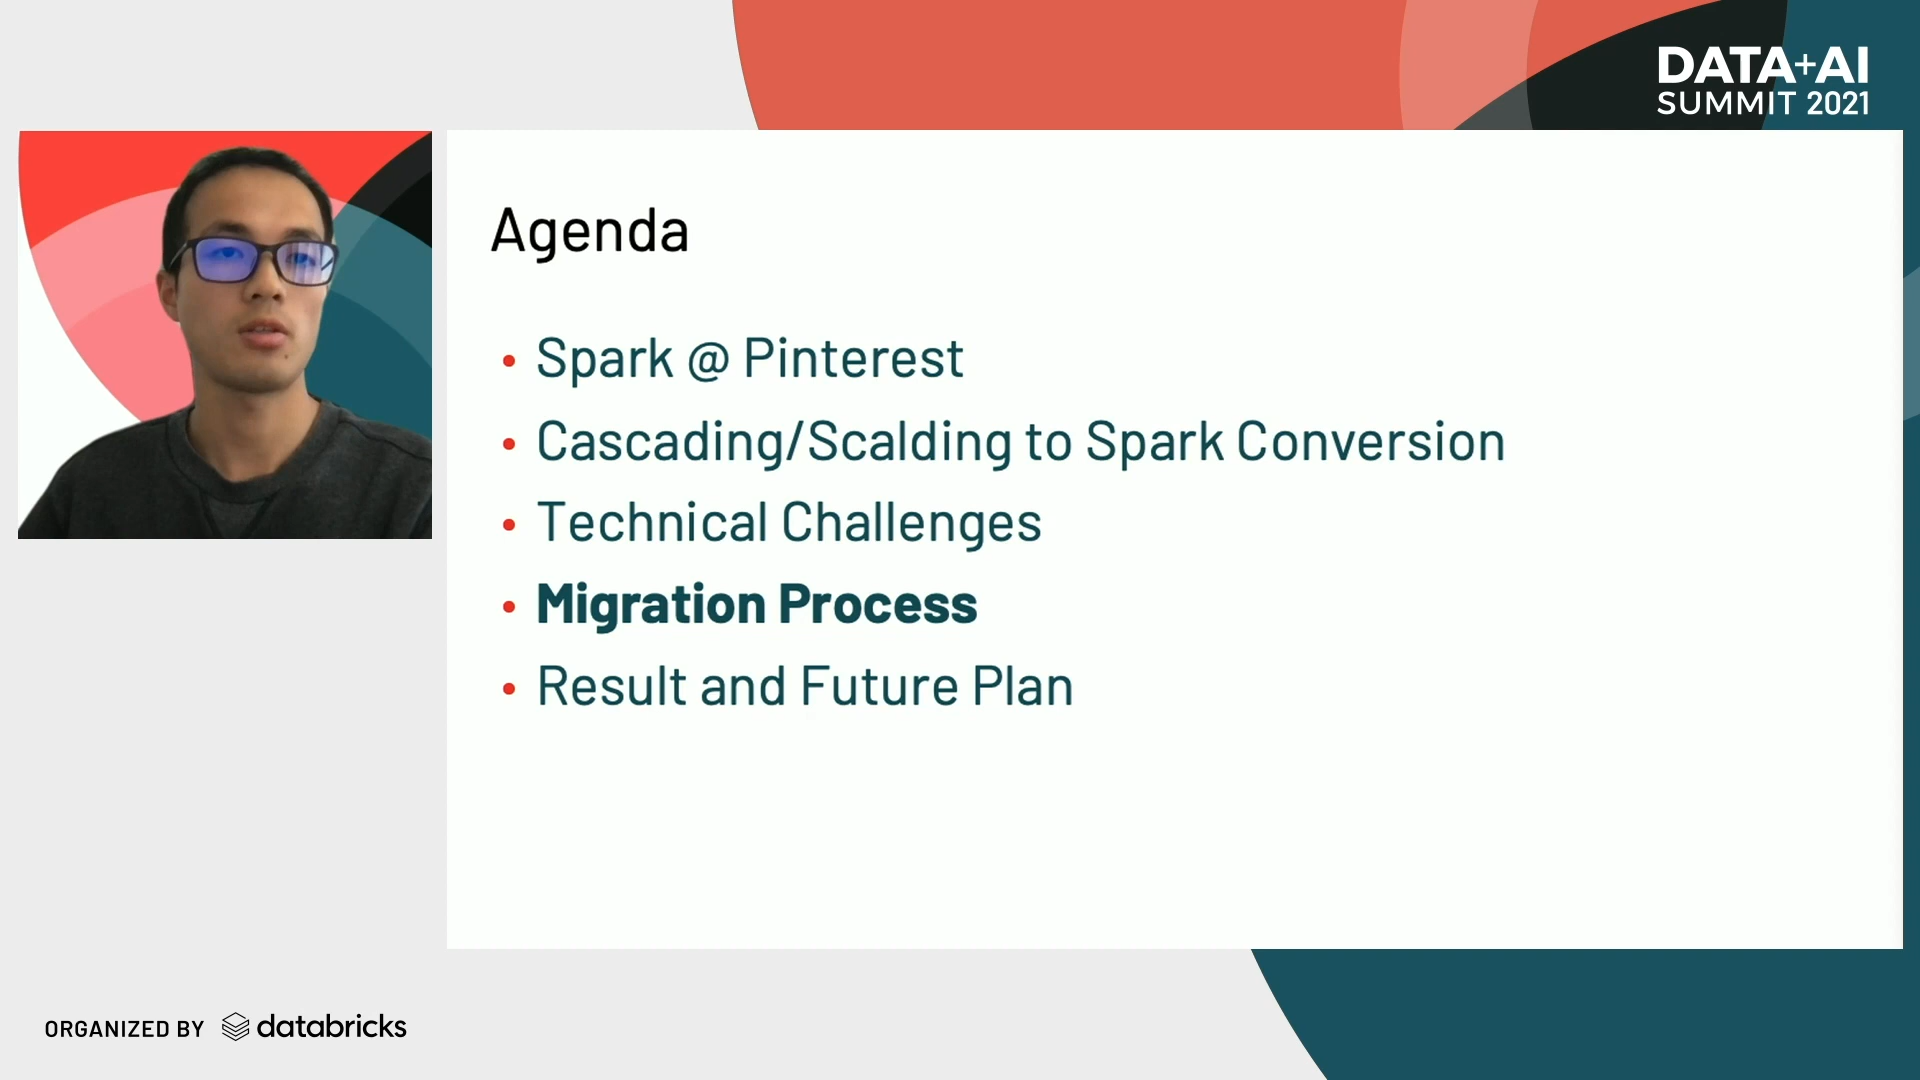 DATA+AI
SUMMIT 2021
Agenda
• Spark @ Pinterest
• Cascading/Scalding to Spark Conversion
• Technical Challenges
• Migration Process
• Result and Future Plan
ORGANIZED BY databricks